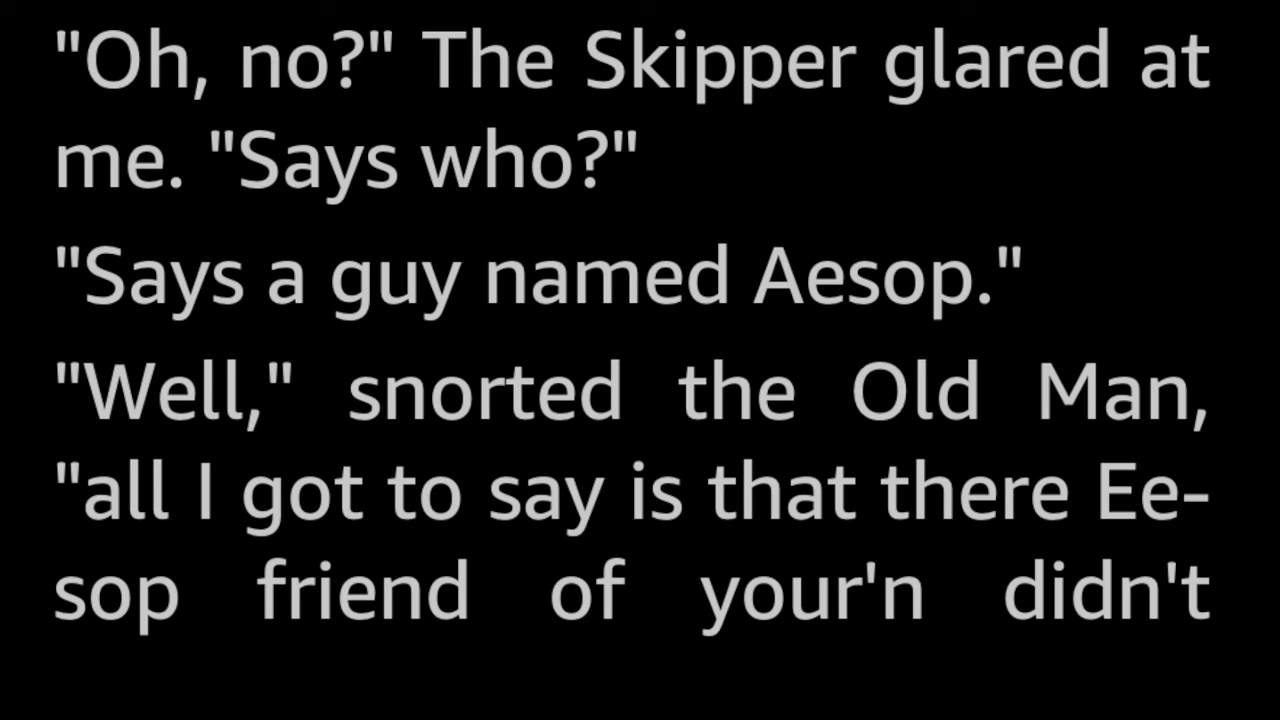 "Oh, no?" The Skipper glared at
me. "Says who?"
"Says a guy named Aesop."
"Well," snorted the Old Man,
"all I got to say is that there Ee-
sop friend of your'n didn't